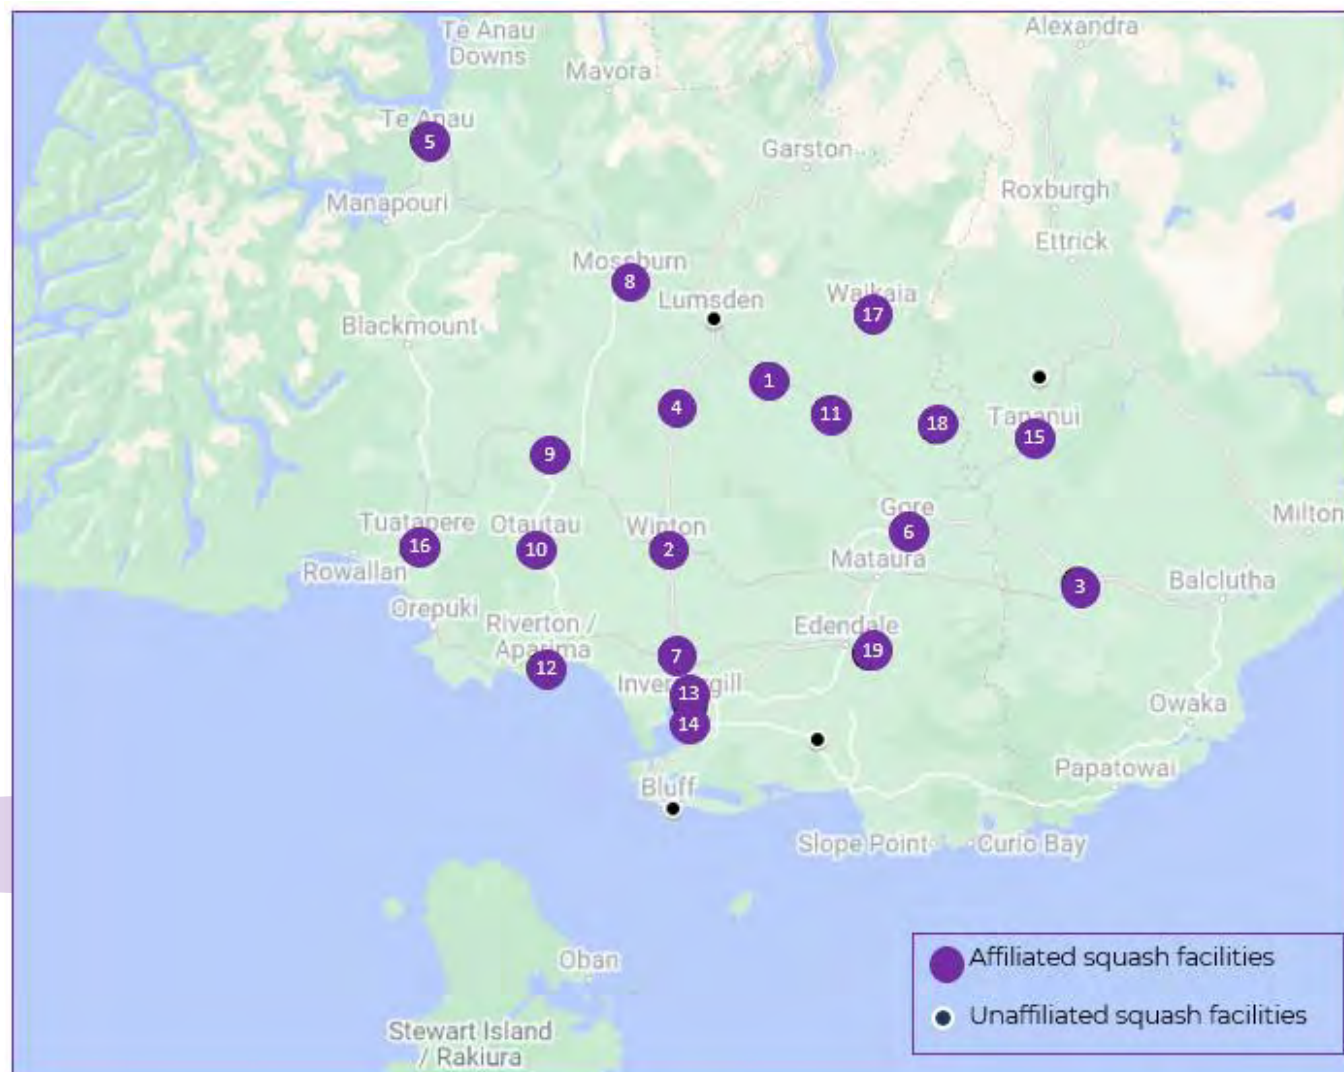 Te Anau
Downs
Alexandra
Mavora
Te Anau
5
Garston
Manapouri
Roxburgh
Ettrick
Mossburn
8
Lumsden
Waikaia
17
Blackmount
1
4
11
18
Tapanui
15
9
Tuatapere
16
Otautau
10
Winton
2
Gore
6
Milton
Rowallan
Mataura
3
Balclutha
Orepuki
Riverton /
Aparima
12
Edendale
19
7
Invercargill
13
14
Owaka
Papatowai
Bluff
Slope Point
Curio Bay
Oban
Stewart Island
/ Rakiura
Affiliated squash facilities
Unaffiliated squash facilities